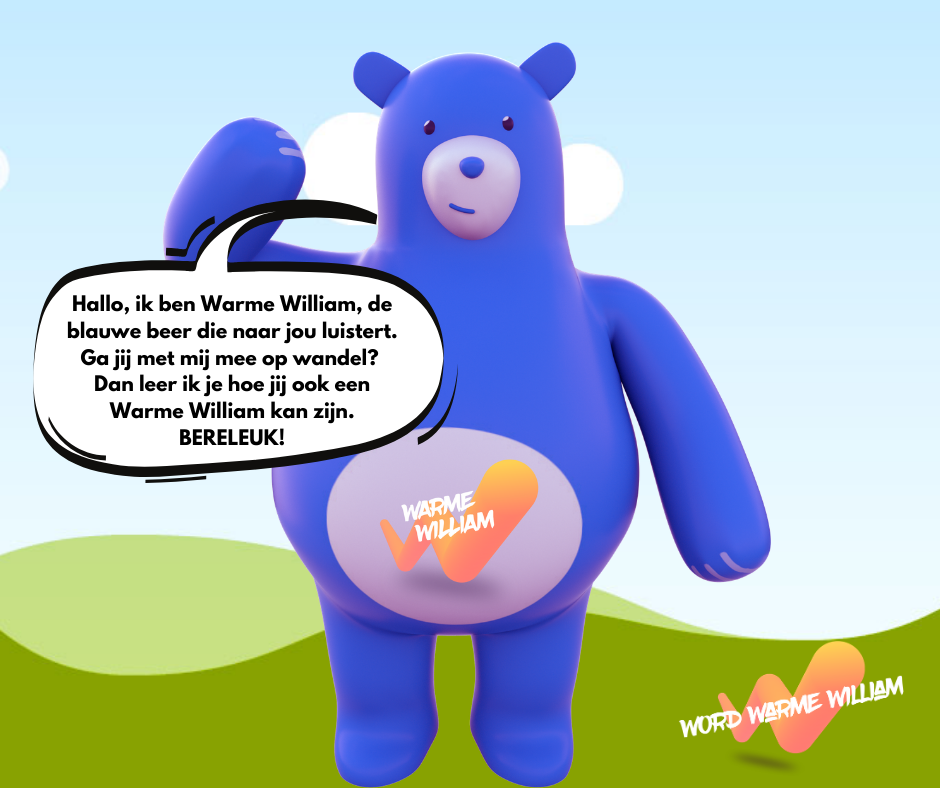 Hallo, ik ben Warme William, de
blauwe beer die naar jou luistert.
Ga jij met mij mee op wandel?
Dan leer ik je hoe jij ook een
Warme William kan zijn.
BERELEUK!
WARME
WILLIAM
WORD WARME WILLIAM